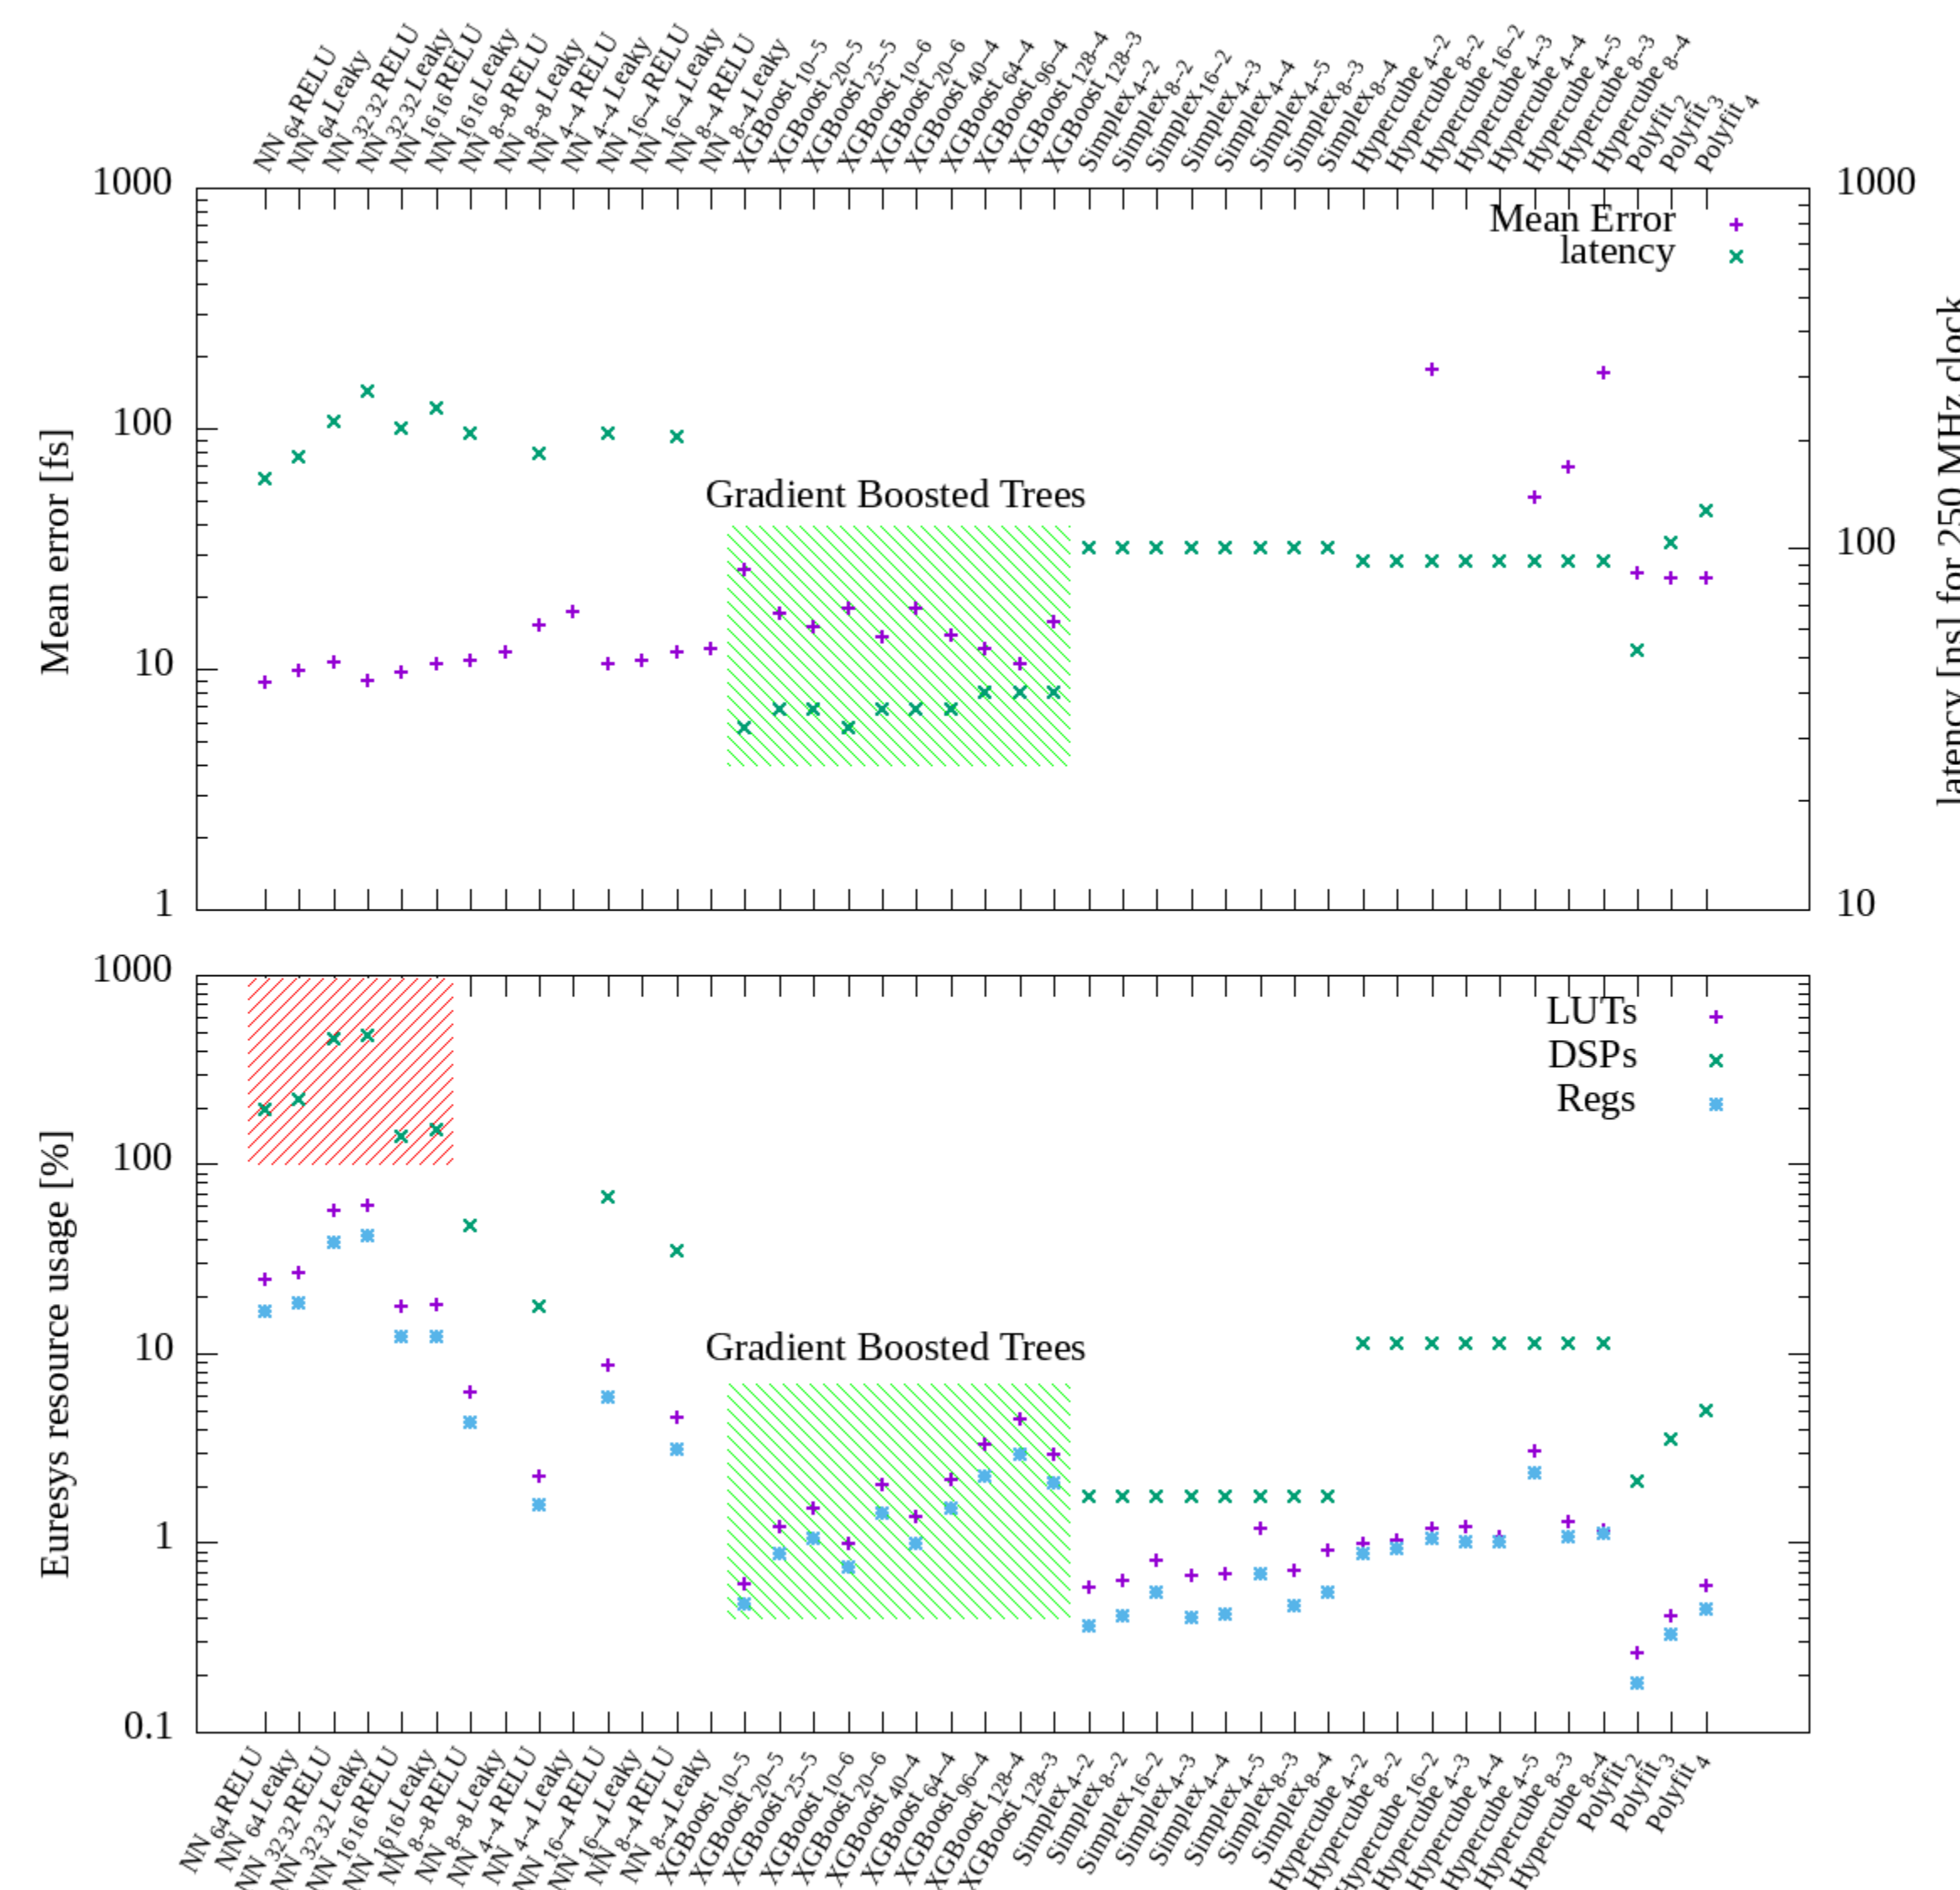 NN 64 RELU
NN 64 Leaky
NN 32 32 RELU
NN 32 32 Leaky
NN 16 16 RELU
NN 16 16 Leaky
NN 8-8 RELU
NN 8-8 Leaky
NN 4-4 RELU
NN 4-4 Leaky
NN 16-4 RELU
NN 16-4 Leaky
NN 8-4 RELU
NN 8-4 Leaky
XGBoost 10-5
XGBoost 20-5
XGBoost 25-5
XGBoost 10-6
XGBoost 20-6
XGBoost 40-4
XGBoost 64-4
XGBoost 96-4
XGBoost 128-4
XGBoost 128-3
Simplex 4-2
Simplex 8-2
Simplex 16-2
Simplex 4-3
Simplex 4-4
Simplex 4-5
Simplex 8-3
Simplex 8-4
Hypercube 4-2
Hypercube 8-2
Hypercube 16-2
Hypercube 4-3
Hypercube 4-4
Hypercube 4-5
Hypercube 8-3
Hypercube 8-4
Polyfit 2
Polyfit 3
Polyfit 4
1000
100
10
1
Mean error [fs]
Mean Error
latency
Gradient Boosted Trees
1000
100
10
latency [ns] for 250 MHz clock
1000
100
10
1
0.1
Euresys resource usage [%]
LUTs
DSPs
Regs
Gradient Boosted Trees
NN 64 RELU
NN 64 Leaky
NN 32 32 RELU
NN 32 32 Leaky
NN 16 16 RELU
NN 16 16 Leaky
NN 8-8 RELU
NN 8-8 Leaky
NN 4-4 RELU
NN 4-4 Leaky
NN 16-4 RELU
NN 16-4 Leaky
NN 8-4 RELU
NN 8-4 Leaky
XGBoost 10-5
XGBoost 20-5
XGBoost 25-5
XGBoost 10-6
XGBoost 20-6
XGBoost 40-4
XGBoost 64-4
XGBoost 96-4
XGBoost 128-4
XGBoost 128-3
Simplex 4-2
Simplex 8-2
Simplex 16-2
Simplex 4-3
Simplex 4-4
Simplex 4-5
Simplex 8-3
Simplex 8-4
Hypercube 4-2
Hypercube 8-2
Hypercube 16-2
Hypercube 4-3
Hypercube 4-4
Hypercube 4-5
Hypercube 8-3
Hypercube 8-4
Polyfit 2
Polyfit 3
Polyfit 4